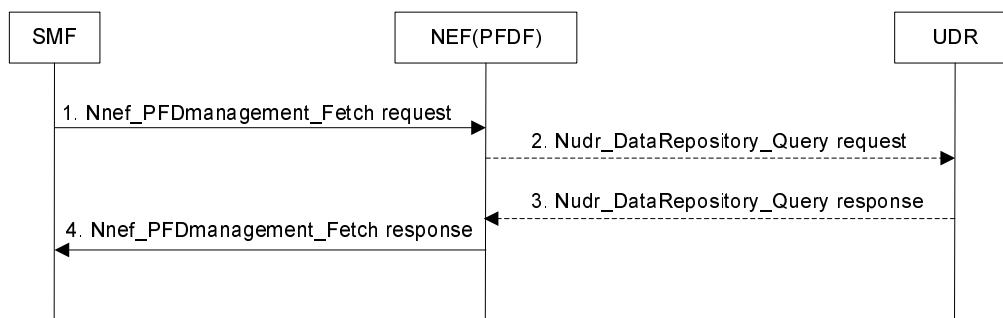 SMF
NEF(PFDF)
UDR
1. Nnef_PFDmanagement_Fetch request
2. Nudr_DataRepository_Query request
3. Nudr_DataRepository_Query response
4. Nnef_PFDmanagement_Fetch response